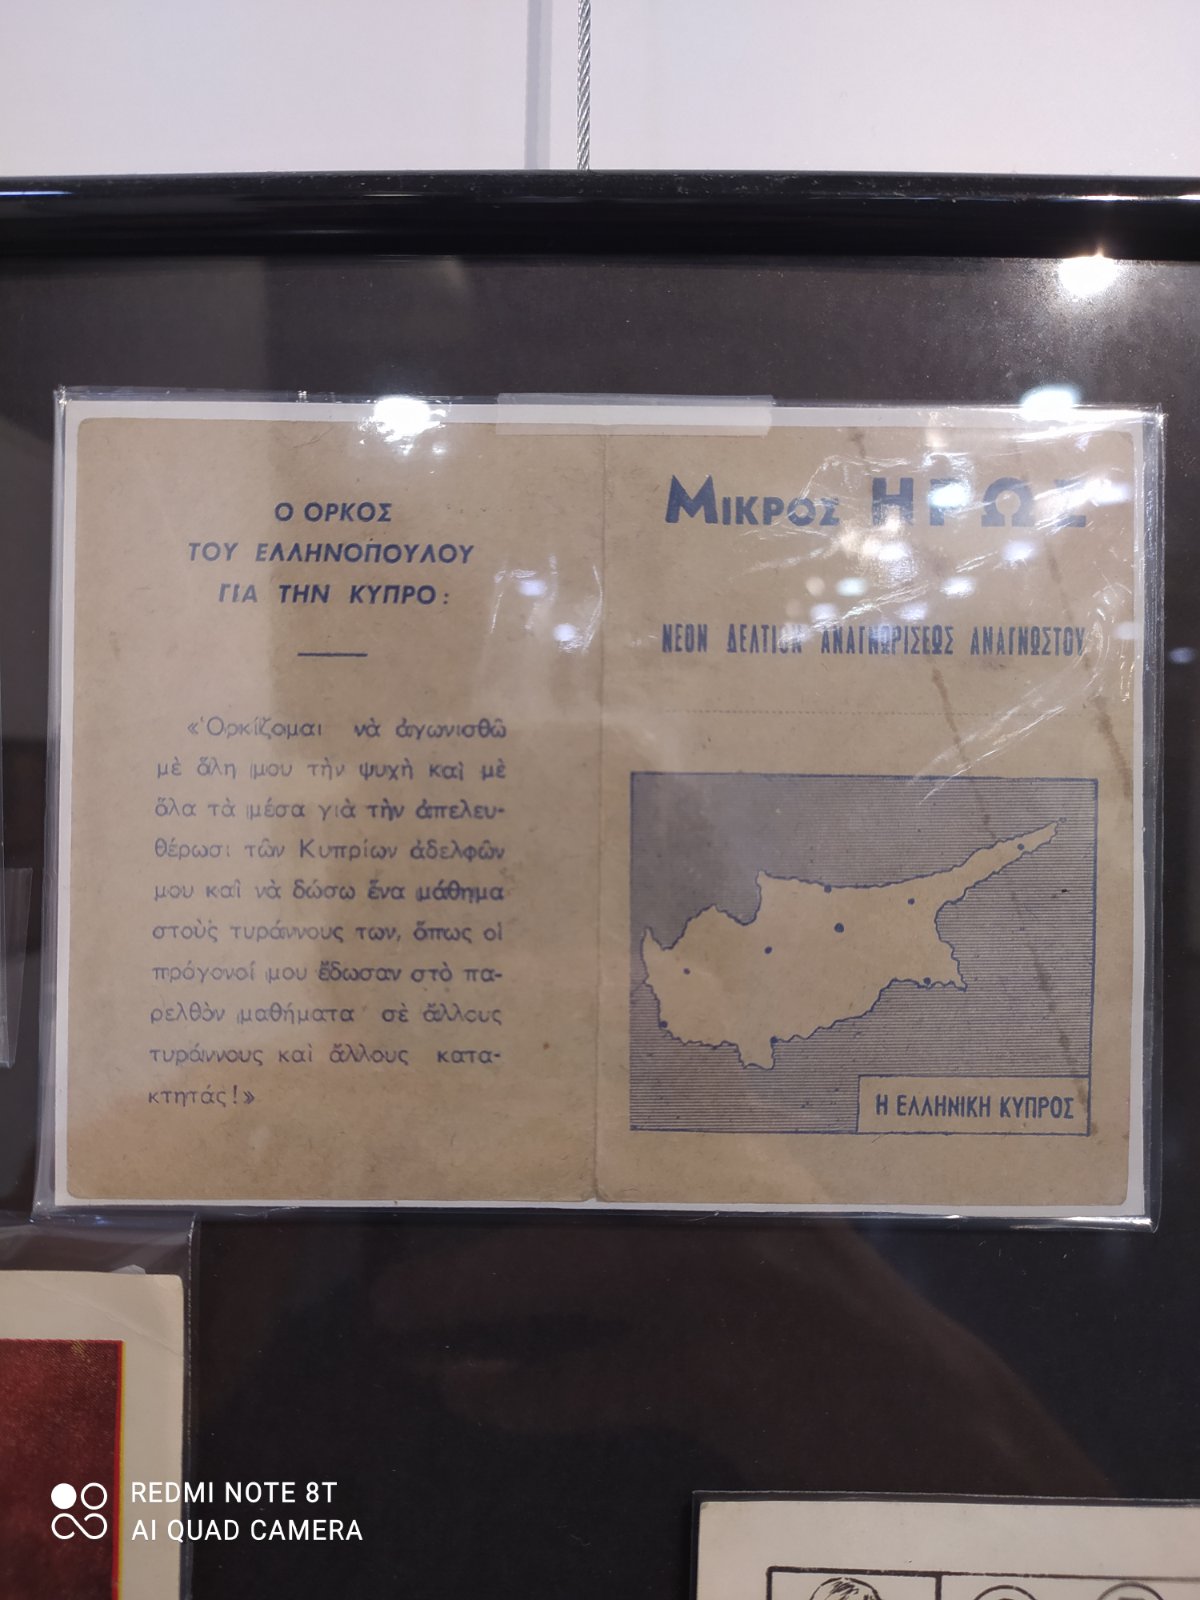 Ο ΟΡΚΟΣ
ΤΟΥ ΕΛΛΗΝΟΠΟΥΛΟΥ
ΓΙΑ ΤΗΝ ΚΥΠΡΟ:
«Ὁρκίζομαι νὰ ἀγωνισθῶ
μὲ ὅλη μου τὴν ψυχὴ καὶ μὲ
ὅλα τὰ μέσα γιὰ τὴν ἀπελευ-
θέρωσι τῶν Κυπρίων ἀδελφῶν
μου καὶ νὰ δώσω ἕνα μάθημα
στοὺς τυράννους των, ὅπως οἱ
πρόγονοί μου ἔδωσαν στὸ πα-
ρελθὸν μαθήματα σὲ ἄλλους
τυράννους καὶ ἄλλους κατα-
κτητάς!»
ΜΙΚΡΟΣ ΗΡΩΣ
ΝΕΟΝ ΔΕΛΤΙΟΝ ΑΝΑΓΝΩΡΙΣΕΩΣ ΑΝΑΓΝΩΣΤΟΥ
Η ΕΛΛΗΝΙΚΗ ΚΥΠΡΟΣ
REDMI NOTE 8T
AI QUAD CAMERA